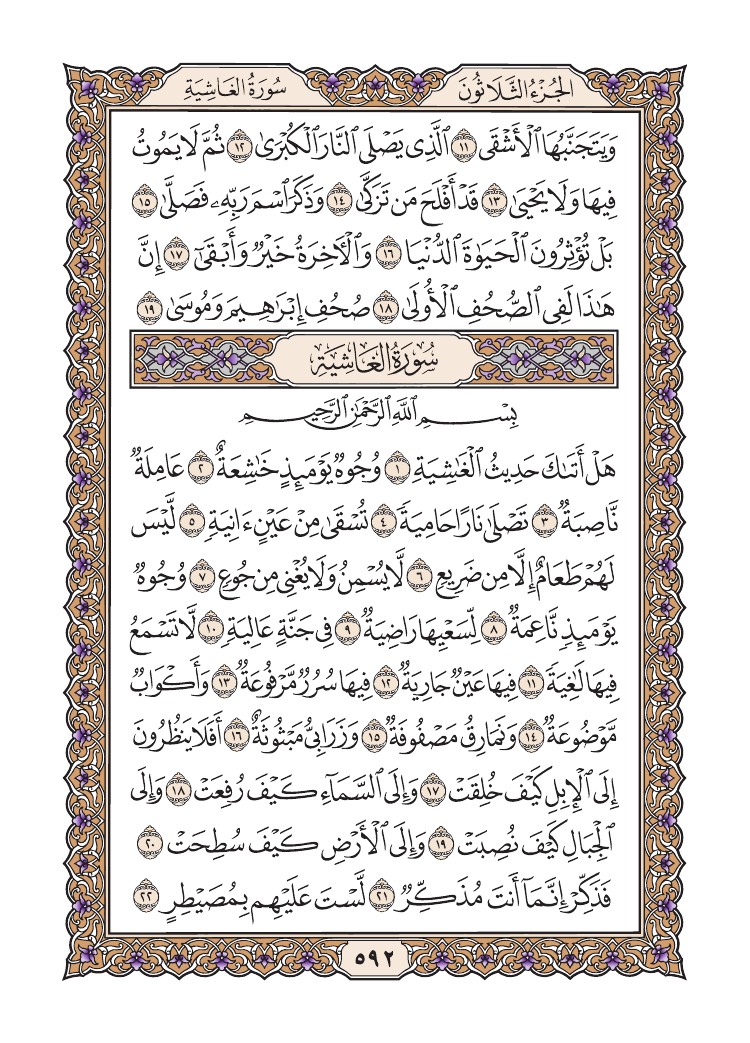 الجُزْءُ الثَّلَاثُونَ
سُورَةُ الغَاشِيَةِ
وَيَتَجَنَّبُهَا ٱلْأَشْقَى ١١ ٱلَّذِى يَصْلَى ٱلنَّارَ ٱلْكُبْرَىٰ ١٢ ثُمَّ لَا يَمُوتُ
فِيهَا وَلَا يَحْيَىٰ ١٣ قَدْ أَفْلَحَ مَن تَزَكَّىٰ ١٤ وَذَكَرَ ٱسْمَ رَبِّهِۦ فَصَلَّىٰ ١٥
بَلْ تُؤْثِرُونَ ٱلْحَيَوٰةَ ٱلدُّنْيَا ١٦ وَٱلْأَخِرَةُ خَيْرٌ وَأَبْقَىٰٓ ١٧ إِنَّ
هَٰذَا لَفِى ٱلصُّحُفِ ٱلْأُولَىٰ ١٨ صُحُفِ إِبْرَٰهِيمَ وَمُوسَىٰ ١٩
سُورَةُ الغَاشِيَةِ
بِسْمِ ٱللَّهِ ٱلرَّحْمَٰنِ ٱلرَّحِيمِ
هَلْ أَتَىٰكَ حَدِيثُ ٱلْغَٰشِيَةِ ١ وُجُوهٌ يَوْمَئِذٍ خَٰشِعَةٌ ٢ عَامِلَةٌ
نَّاصِبَةٌ ٣ تَصْلَىٰ نَارًا حَامِيَةً ٤ تُسْقَىٰ مِنْ عَيْنٍ ءَانِيَةٍ ٥ لَّيْسَ
لَهُمْ طَعَامٌ إِلَّا مِن ضَرِيعٍ ٦ لَّا يُسْمِنُ وَلَا يُغْنِى مِن جُوعٍ ٧ وُجُوهٌ
يَوْمَئِذٍ نَّاعِمَةٌ ٨ لِّسَعْيِهَا رَاضِيَةٌ ٩ فِى جَنَّةٍ عَالِيَةٍ ١٠ لَّا تَسْمَعُ
فِيهَا لَٰغِيَةً ١١ فِيهَا عَيْنٌ جَارِيَةٌ ١٢ فِيهَا سُرُرٌ مَّرْفُوعَةٌ ١٣ وَأَكْوَابٌ
مَّوْضُوعَةٌ ١٤ وَنَمَارِقُ مَصْفُوفَةٌ ١٥ وَزَرَابِىُّ مَبْثُوثَةٌ ١٦ أَفَلَا يَنظُرُونَ
إِلَى ٱلْإِبِلِ كَيْفَ خُلِقَتْ ١٧ وَإِلَى ٱلسَّمَآءِ كَيْفَ رُفِعَتْ ١٨ وَإِلَى
ٱلْجِبَالِ كَيْفَ نُصِبَتْ ١٩ وَإِلَى ٱلْأَرْضِ كَيْفَ سُطِحَتْ ٢٠
فَذَكِّرْ إِنَّمَآ أَنتَ مُذَكِّرٌ ٢١ لَّسْتَ عَلَيْهِم بِمُصَيْطِرٍ ٢٢
٥٩٢